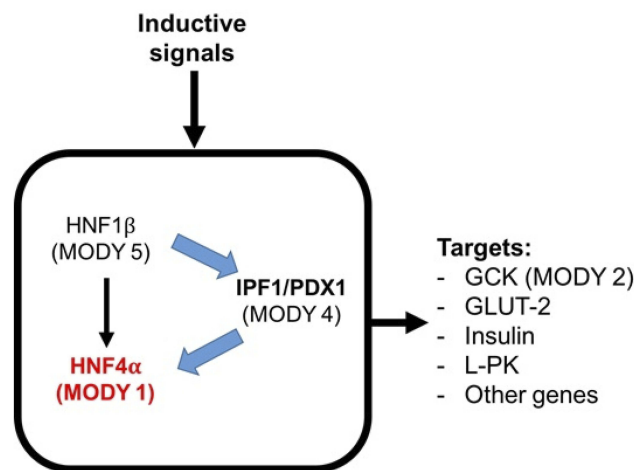 Inductive
signals
HNF1β
(MODY 5)
IPF1/PDX1
(MODY 4)
HNF4α
(MODY 1)
Targets:
- GCK (MODY 2)
- GLUT-2
- Insulin
- L-PK
- Other genes